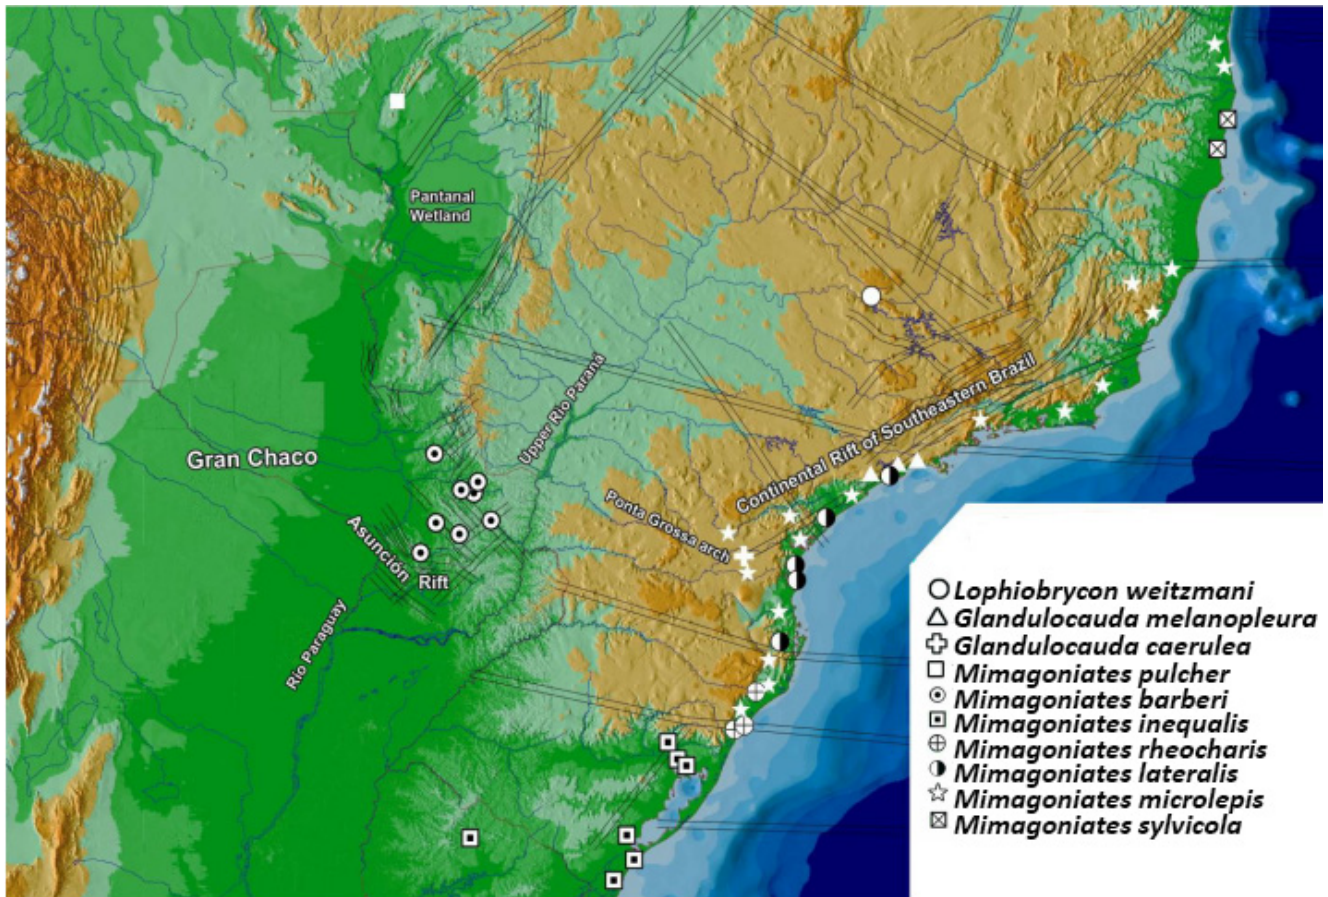 Pantanal
Wetland
Gran Chaco
Upper Rio Paraná
Continental Rift of Southeastern Brazil
Ponta Grossa arch
Asunción
Rift
Rio Paraguay
Lophiobrycon weitzmani
Glandulocauda melanopleura
Glandulocauda caerulea
Mimagoniates pulcher
Mimagoniates barberi
Mimagoniates inequalis
Mimagoniates rheocharis
Mimagoniates lateralis
Mimagoniates microlepis
Mimagoniates sylvicola